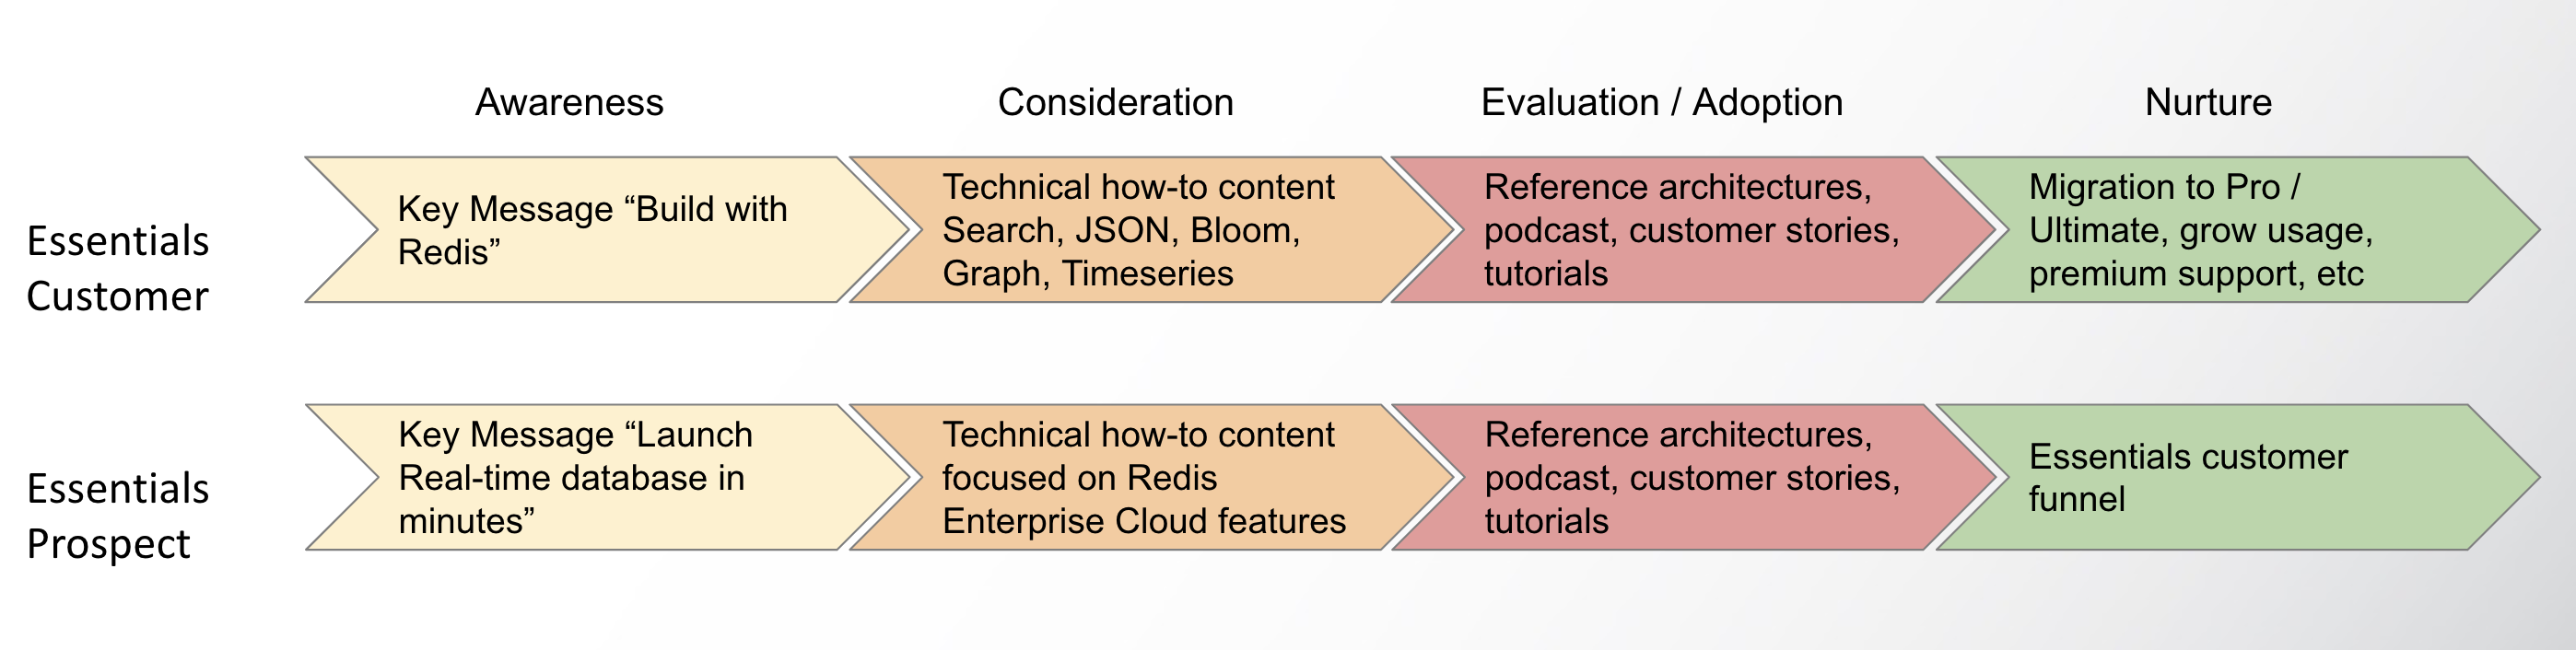 Awareness
Consideration
Evaluation / Adoption
Nurture
Essentials
Customer
Key Message “Build with
Redis”
Technical how-to content
Search, JSON, Bloom,
Graph, Timeseries
Reference architectures,
podcast, customer stories,
tutorials
Migration to Pro /
Ultimate, grow usage,
premium support, etc
Essentials
Prospect
Key Message “Launch
Real-time database in
minutes”
Technical how-to content
focused on Redis
Enterprise Cloud features
Reference architectures,
podcast, customer stories,
tutorials
Essentials customer
funnel